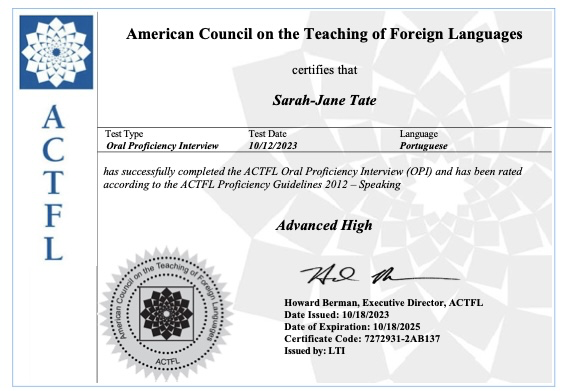 American Council on the Teaching of Foreign Languages
certifies that
Sarah-Jane Tate
ACTFL
Test Type Test Date Language
Oral Proficiency Interview 10/12/2023 Portuguese
has successfully completed the ACTFL Oral Proficiency Interview (OPI) and has been rated
according to the ACTFL Proficiency Guidelines 2012 – Speaking
Advanced High
American Council on the Teaching of Foreign Languages
ACTFL
Howard Berman, Executive Director, ACTFL
Date Issued: 10/18/2023
Date of Expiration: 10/18/2025
Certificate Code: 7272931-2AB137
Issued by: LTI